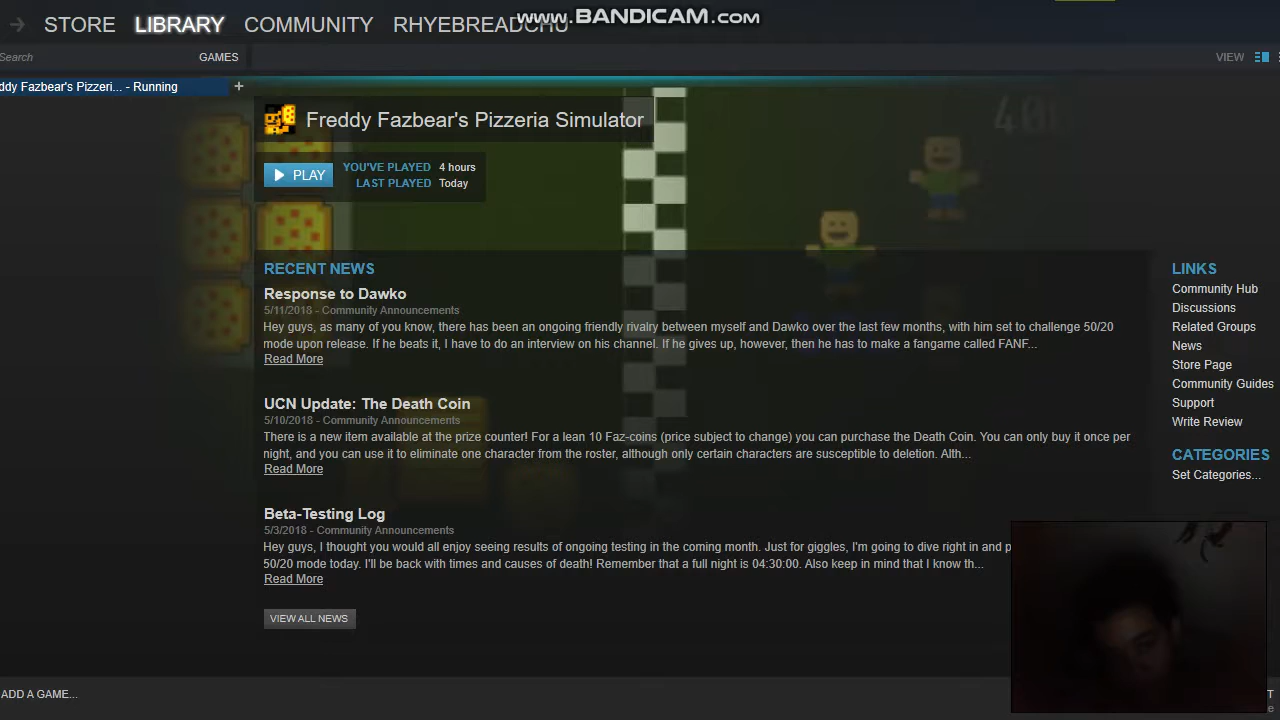 www.BANDICAM.com
STORE LIBRARY COMMUNITY RHYEBREADCHU
Search GAMES VIEW
ddy Fazbear's Pizzeri... - Running +
Freddy Fazbear's Pizzeria Simulator
PLAY YOU'VE PLAYED 4 hours
LAST PLAYED Today
RECENT NEWS
Response to Dawko
5/11/2018 - Community Announcements
Hey guys, as many of you know, there has been an ongoing friendly rivalry between myself and Dawko over the last few months, with him set to challenge 50/20
mode upon release. If he beats it, I have to do an interview on his channel. If he gives up, however, then he has to make a fangame called FANF...
Read More
UCN Update: The Death Coin
5/10/2018 - Community Announcements
There is a new item available at the prize counter! For a lean 10 Faz-coins (price subject to change) you can purchase the Death Coin. You can only buy it once per
night, and you can use it to eliminate one character from the roster, although only certain characters are susceptible to deletion. Alth...
Read More
Beta-Testing Log
5/3/2018 - Community Announcements
Hey guys, I thought you would all enjoy seeing results of ongoing testing in the coming month. Just for giggles, I'm going to dive right in and p
50/20 mode today. I'll be back with times and causes of death! Remember that a full night is 04:30:00. Also keep in mind that I know th...
Read More
VIEW ALL NEWS
LINKS
Community Hub
Discussions
Related Groups
News
Store Page
Community Guides
Support
Write Review
CATEGORIES
Set Categories...
ADD A GAME...